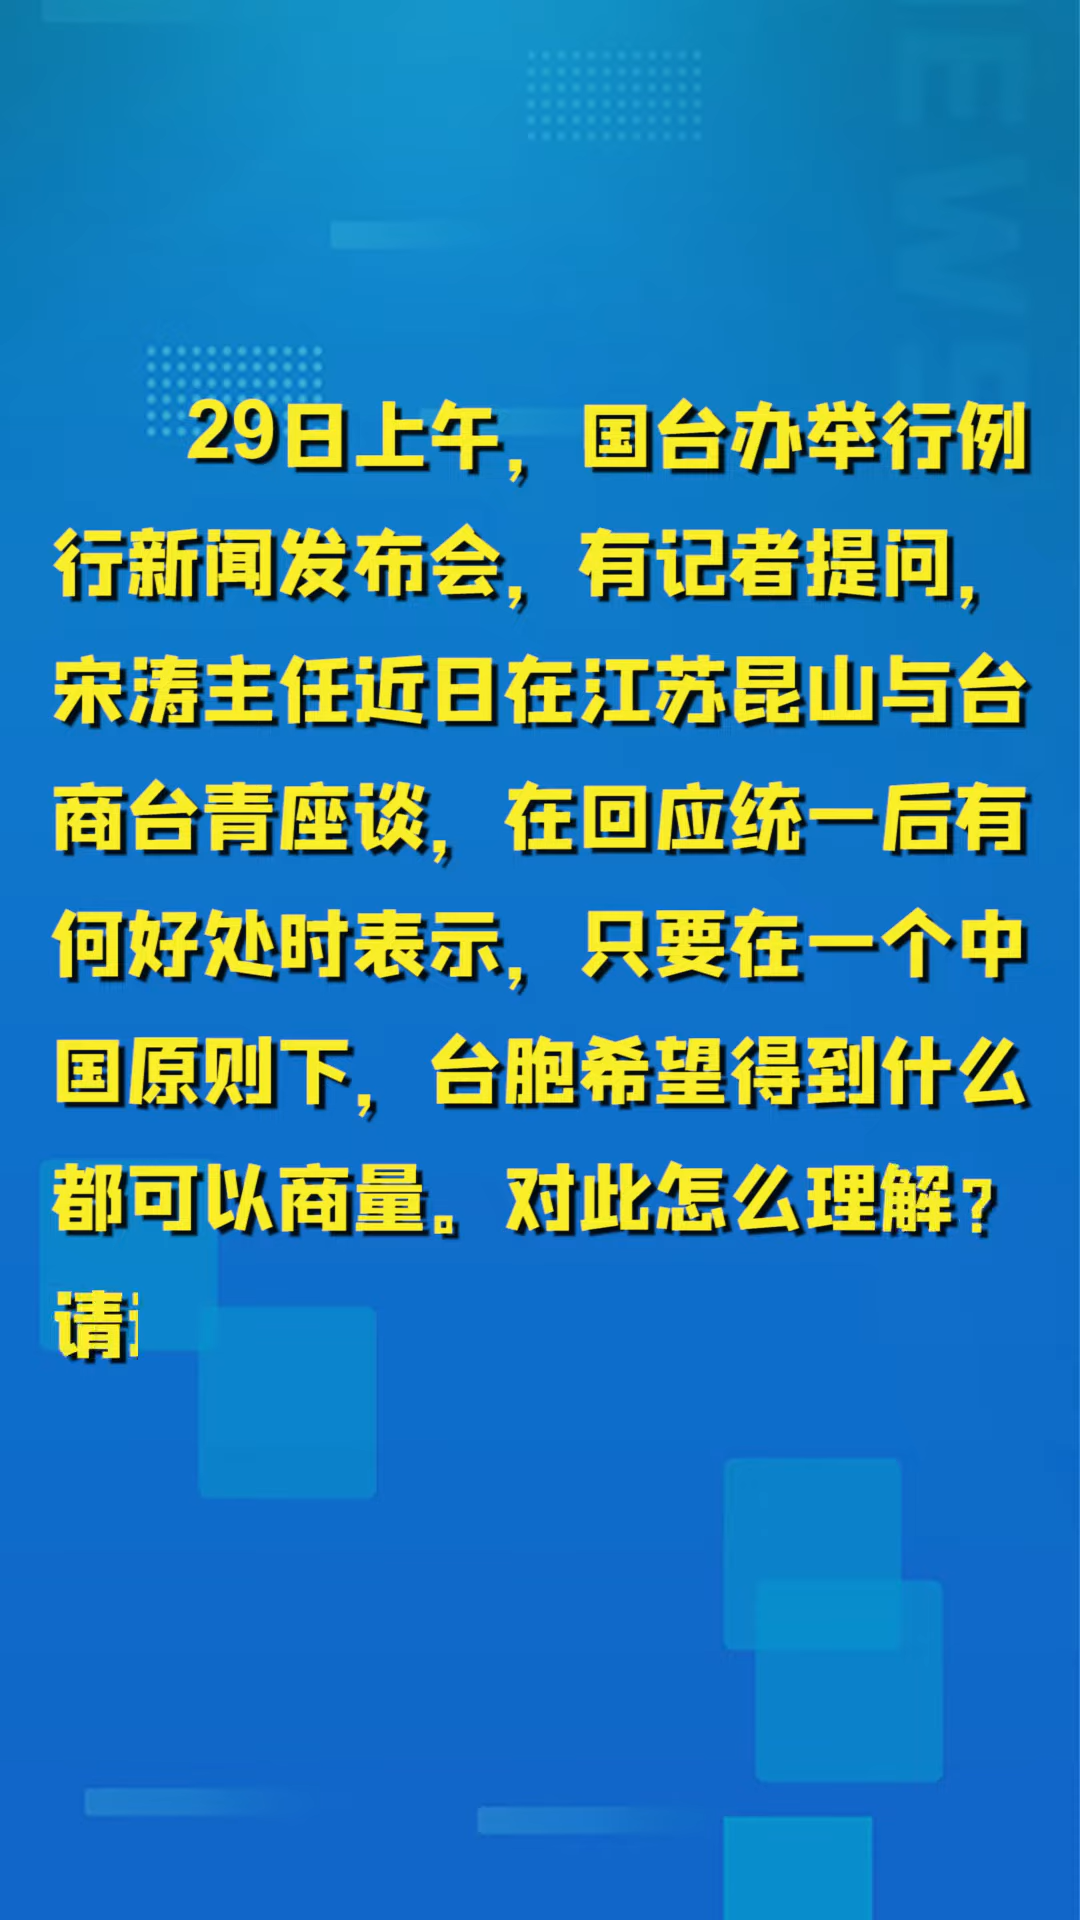 29日上午，国台办举行例
行新闻发布会，有记者提问，
宋涛主任近日在江苏昆山与台
商台青座谈，在回应统一后有
何好处时表示，只要在一个中
国原则下，台胞希望得到什么
都可以商量。对此怎么理解？
请